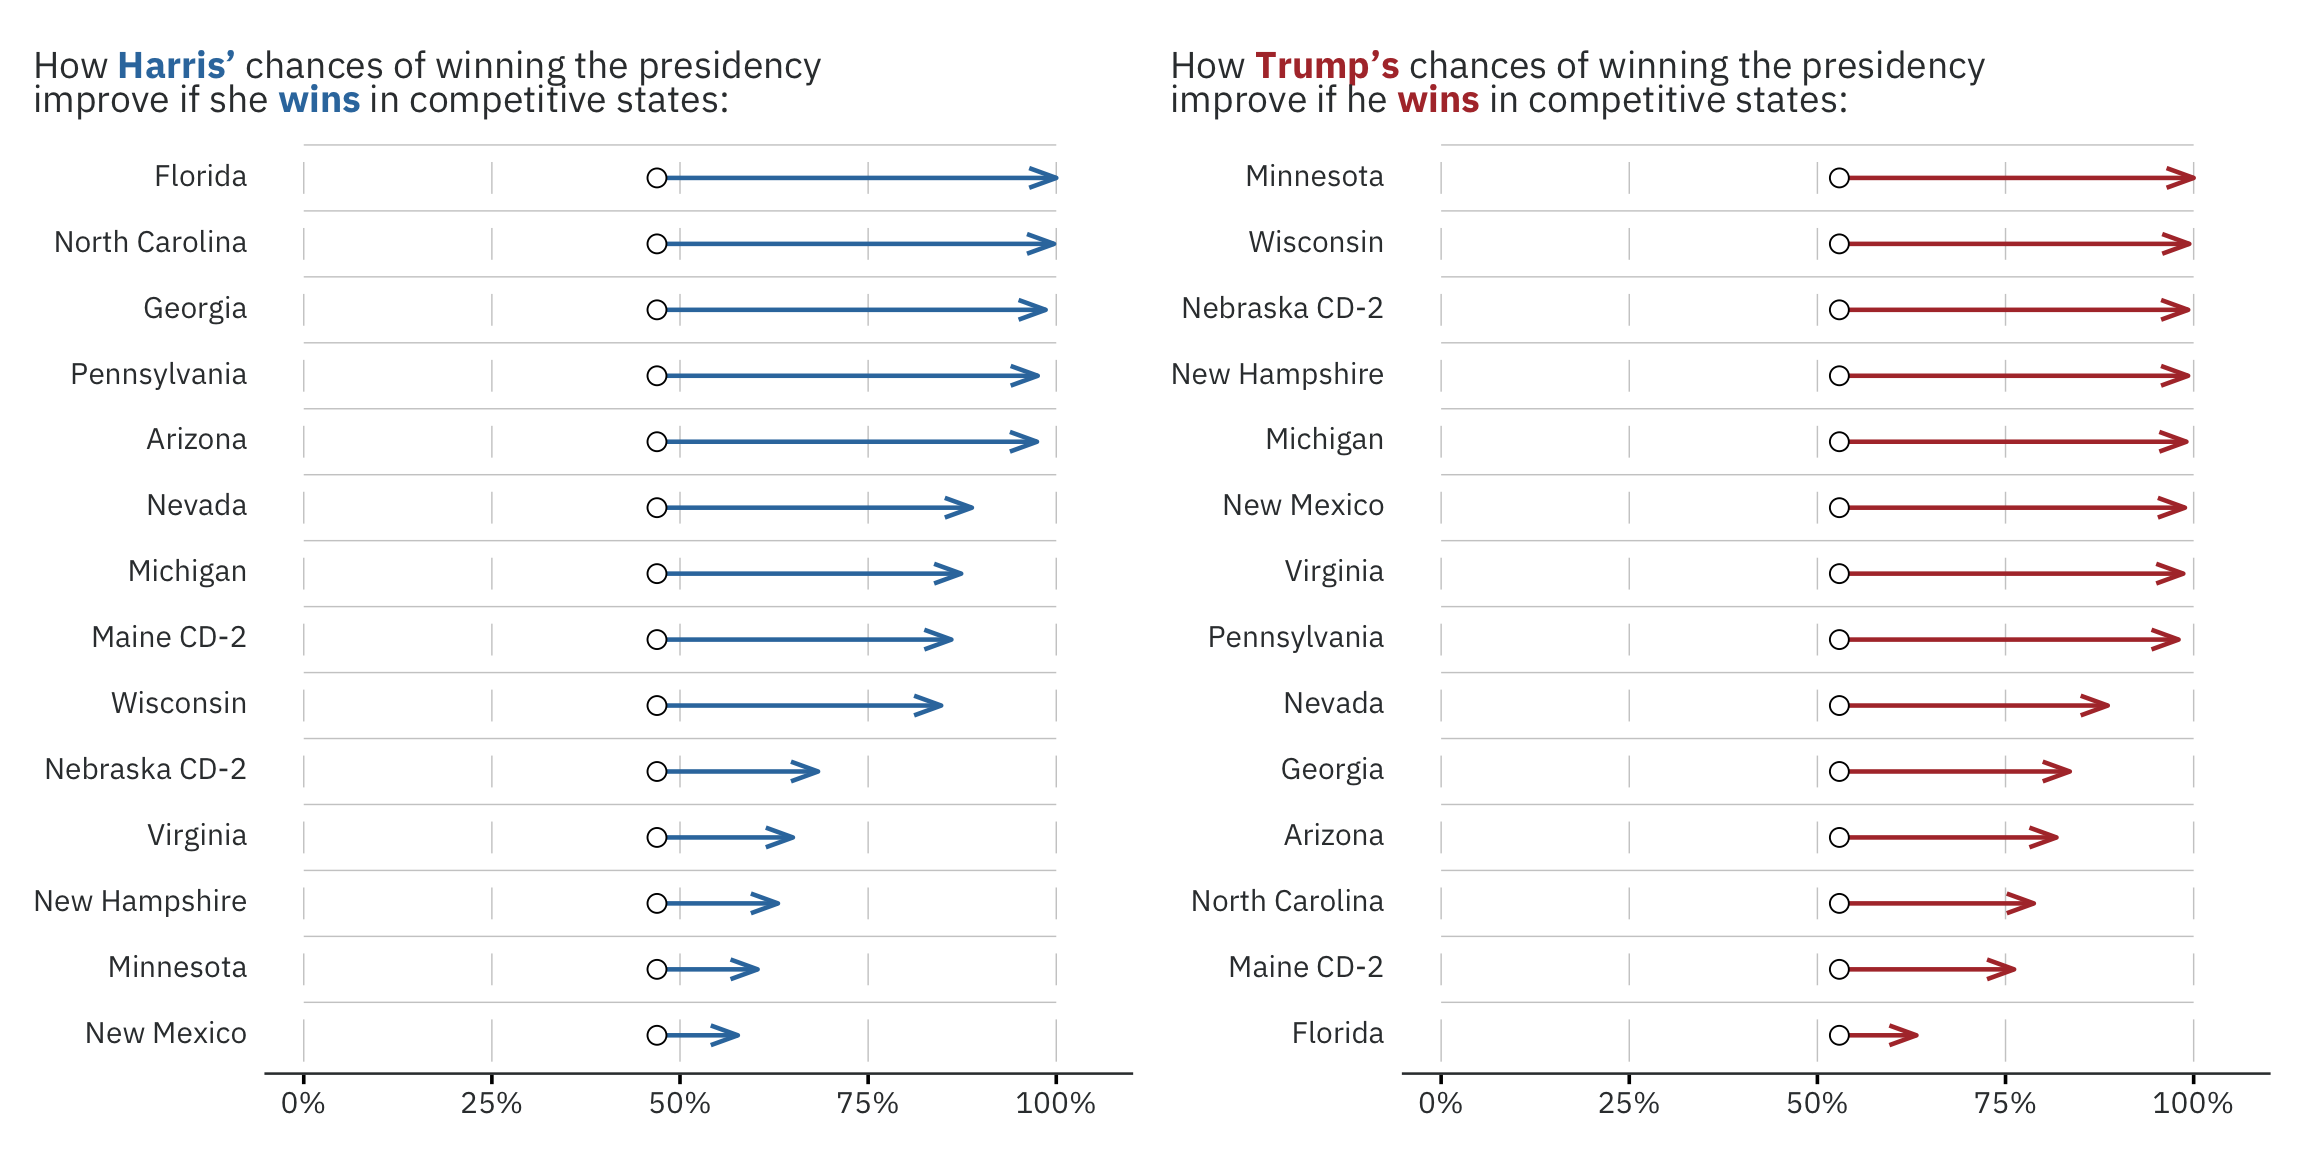 How Harris’ chances of winning the presidency
improve if she wins in competitive states:
Florida
North Carolina
Georgia
Pennsylvania
Arizona
Nevada
Michigan
Maine CD-2
Wisconsin
Nebraska CD-2
Virginia
New Hampshire
Minnesota
New Mexico
0% 25% 50% 75% 100%
How Trump’s chances of winning the presidency
improve if he wins in competitive states:
Minnesota
Wisconsin
Nebraska CD-2
New Hampshire
Michigan
New Mexico
Virginia
Pennsylvania
Nevada
Georgia
Arizona
North Carolina
Maine CD-2
Florida
0% 25% 50% 75% 100%